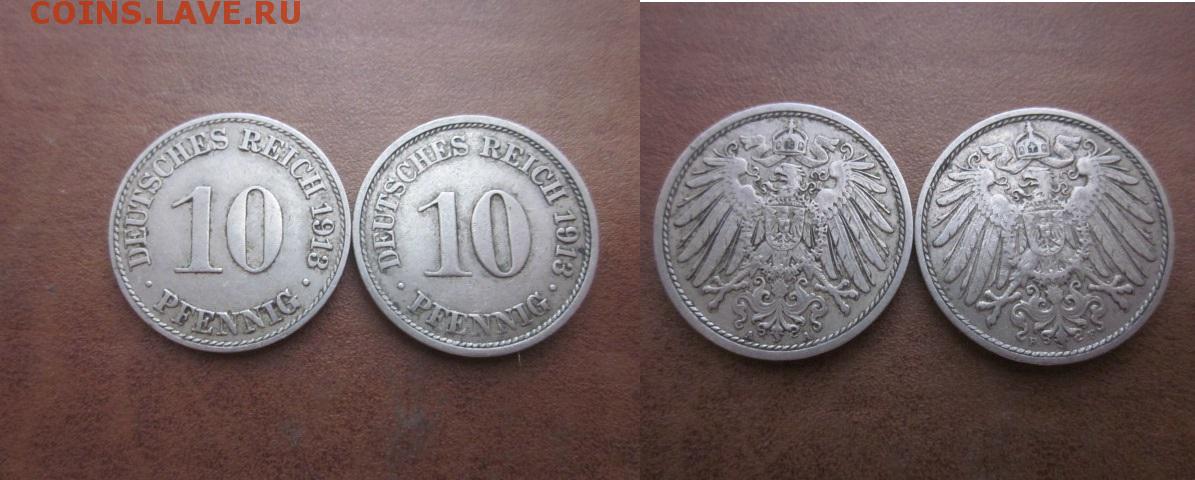 COINS.LAVE.RU
DEUTSCHES REICH 1913
10
· PFENNIG ·
DEUTSCHES REICH 1913
10
· PFENNIG ·
A A